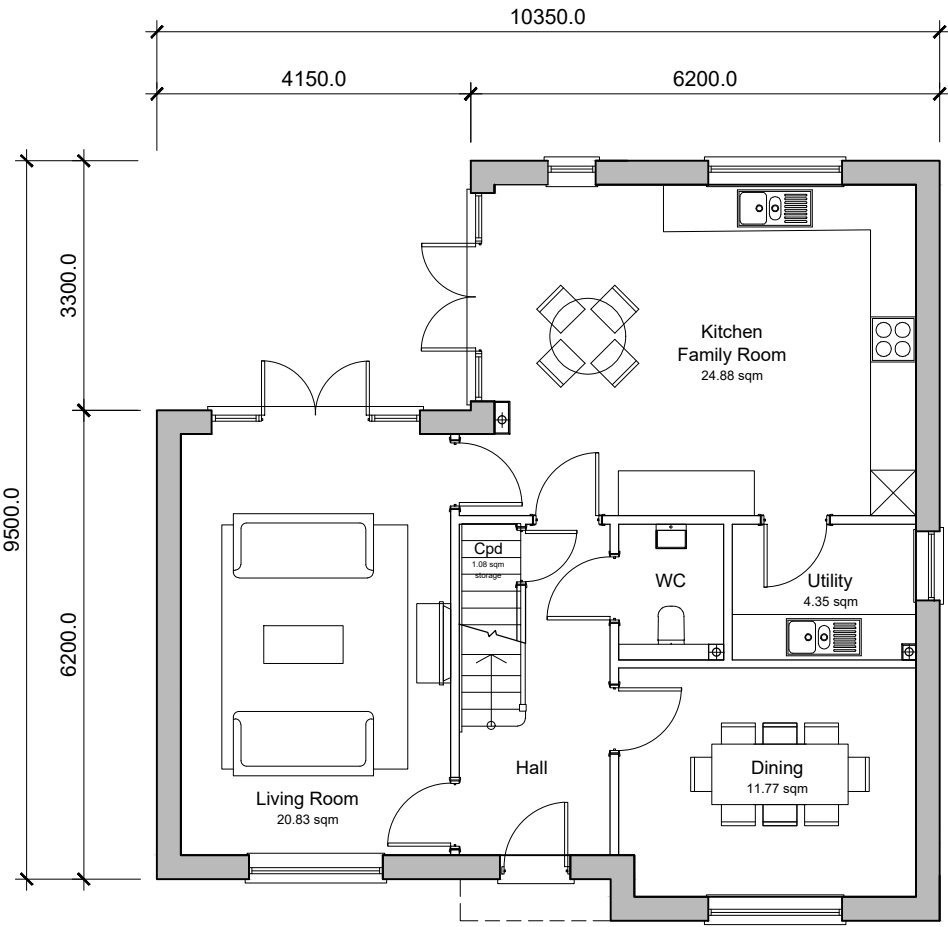 10350.0
4150.0
6200.0
3300.0
9500.0
6200.0
Kitchen
Family Room
24.88 sqm
Cpd
1.08 sqm
storage
WC
Utility
4.35 sqm
Hall
Dining
11.77 sqm
Living Room
20.83 sqm